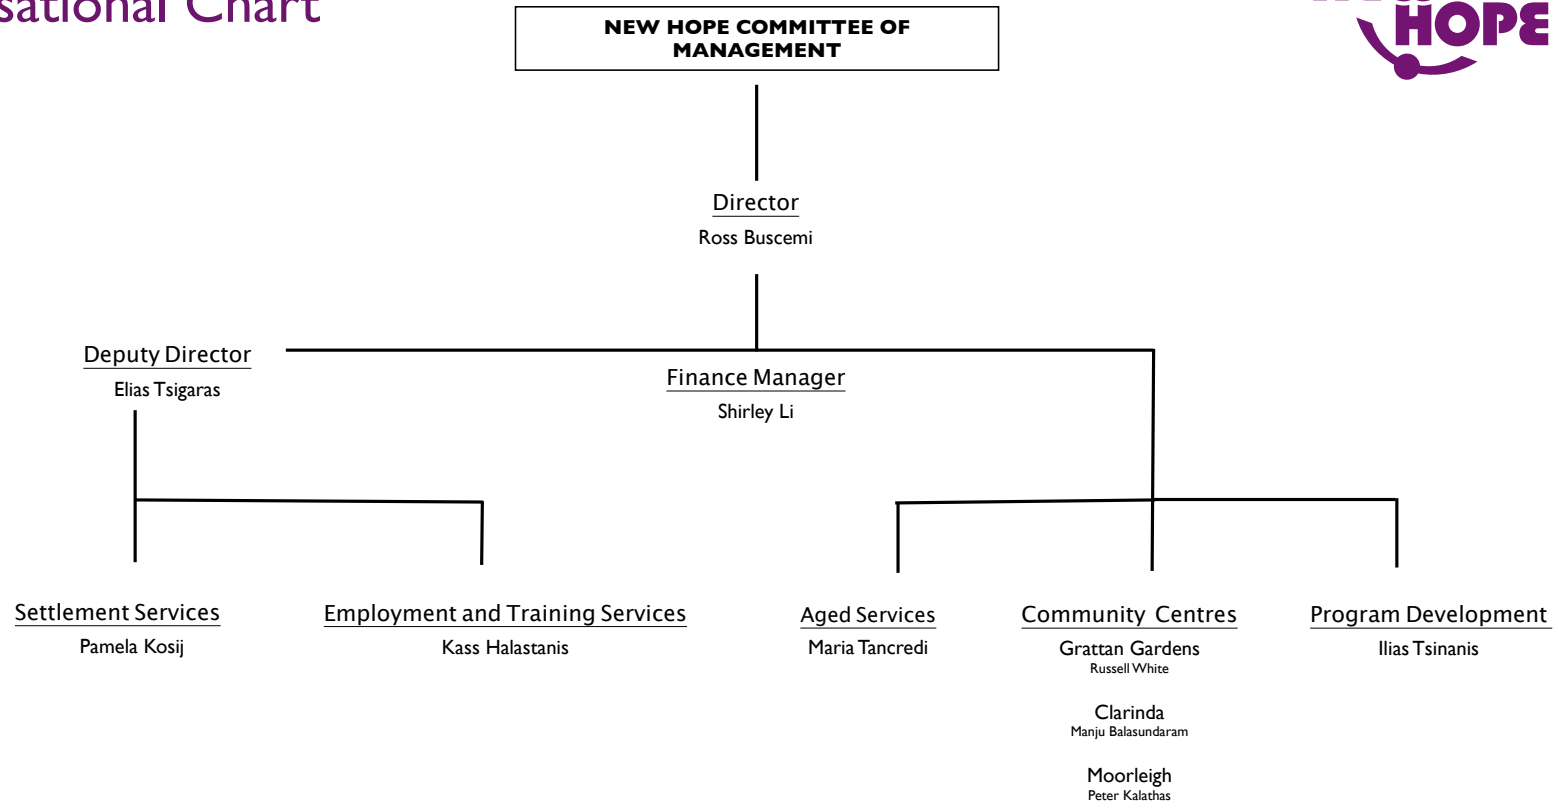 sational Chart
HOPE
NEW HOPE COMMITTEE OF
MANAGEMENT
Director
Ross Buscemi
Deputy Director
Elias Tsigaras
Finance Manager
Shirley Li
Settlement Services
Pamela Kosij
Employment and Training Services
Kass Halastanis
Aged Services
Maria Tancredi
Community Centres
Grattan Gardens
Russell White
Clarinda
Manju Balasundaram
Moorleigh
Peter Kalathas
Program Development
Ilias Tsinanis